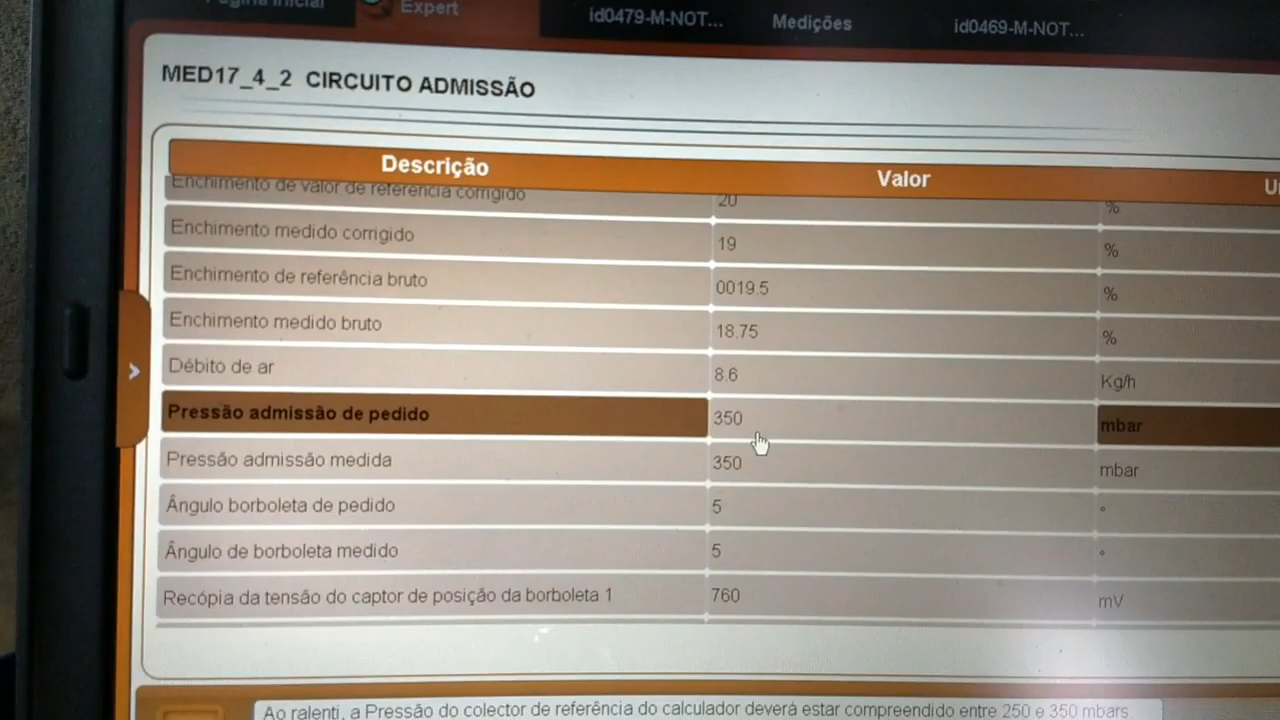 Página Inicial
Expert
id0479-M-NOT...
Medições
id0469-M-NOT...
MED17_4_2 CIRCUITO ADMISSÃO
Descrição Valor
Enchimento de valor de referência corrigido 20 %
Enchimento medido corrigido 19 %
Enchimento de referência bruto 0019.5 %
Enchimento medido bruto 18.75 %
Débito de ar 8.6 Kg/h
Pressão admissão de pedido 350 mbar
Pressão admissão medida 350 mbar
Ângulo borboleta de pedido 5 °
Ângulo de borboleta medido 5 °
Recópia da tensão do captor de posição da borboleta 1 760 mV
Ao ralenti, a Pressão do colector de referência do calculador deverá estar compreendido entre 250 e 350 mbars